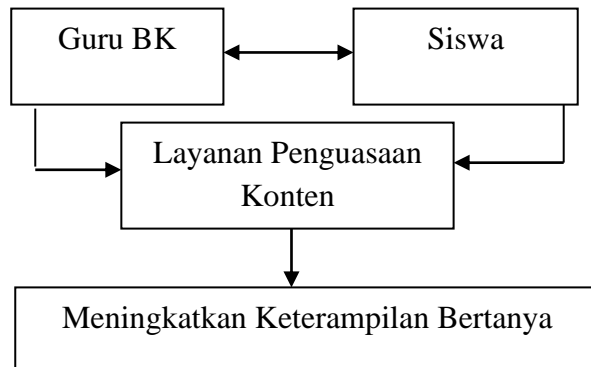 Guru BK
Siswa
Layanan Penguasaan
Konten
Meningkatkan Keterampilan Bertanya